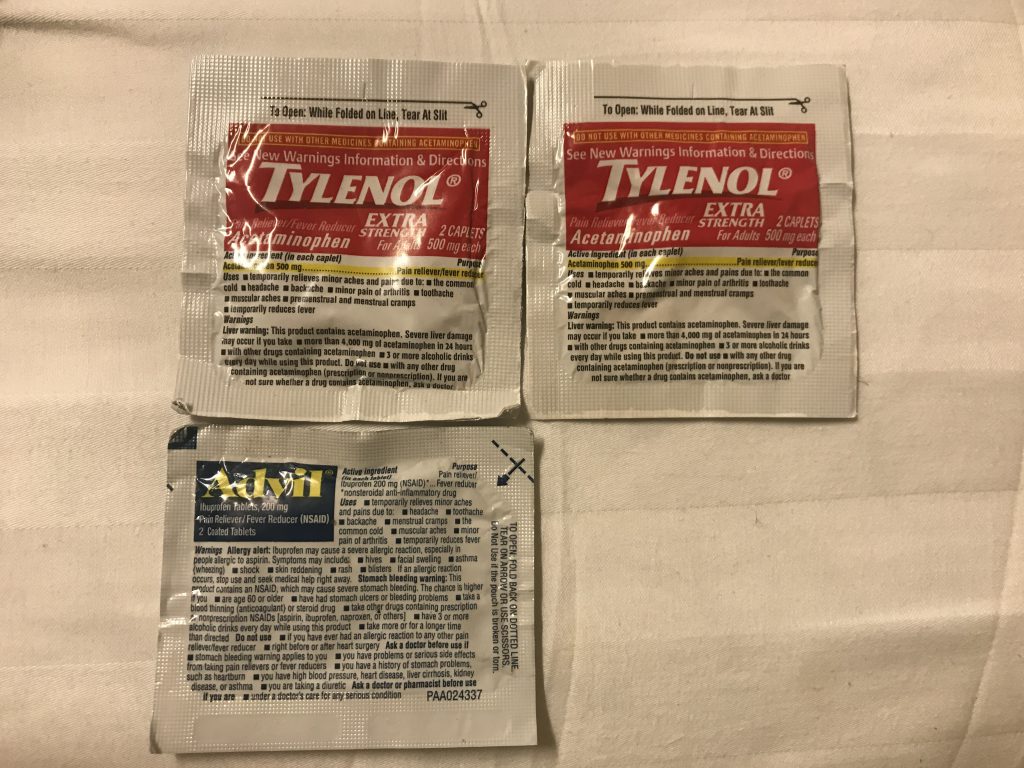 To Open: While Folded on Line, Tear At Slit
DO NOT USE WITH OTHER MEDICINES CONTAINING ACETAMINOPHEN
See New Warnings Information & Directions
TYLENOL®
Pain Reliever/Fever Reducer
EXTRA
STRENGTH
2 CAPLETS
Acetaminophen
For Adults
500 mg each
Active ingredient (in each caplet)
Purpose
Acetaminophen 500 mg
Pain reliever/fever reducer
Uses ■ temporarily relieves minor aches and pains due to: ■ the common
cold ■ headache ■ backache ■ minor pain of arthritis ■ toothache
■ muscular aches ■ premenstrual and menstrual cramps
■ temporarily reduces fever
Warnings
Liver warning: This product contains acetaminophen. Severe liver damage
may occur if you take ■ more than 4,000 mg of acetaminophen in 24 hours
■ with other drugs containing acetaminophen ■ 3 or more alcoholic drinks
every day while using this product. Do not use ■ with any other drug
containing acetaminophen (prescription or nonprescription). If you are
not sure whether a drug contains acetaminophen, ask a doctor
To Open: While Folded on Line, Tear At Slit
DO NOT USE WITH OTHER MEDICINES CONTAINING ACETAMINOPHEN
See New Warnings Information & Directions
TYLENOL®
Pain Reliever/Fever Reducer
EXTRA
STRENGTH
2 CAPLETS
Acetaminophen
For Adults
500 mg each
Active ingredient (in each caplet)
Purpose
Acetaminophen 500 mg
Pain reliever/fever reduce
Uses ■ temporarily relieves minor aches and pains due to: ■ the common
cold ■ headache ■ backache ■ minor pain of arthritis ■ toothache
■ muscular aches ■ premenstrual and menstrual cramps
■ temporarily reduces fever
Warnings
Liver warning: This product contains acetaminophen. Severe liver damage
may occur if you take ■ more than 4,000 mg of acetaminophen in 24 hours
■ with other drugs containing acetaminophen ■ 3 or more alcoholic drinks
every day while using this product. Do not use ■ with any other drug
containing acetaminophen (prescription or nonprescription). If you are
not sure whether a drug contains acetaminophen, ask a doctor
Advil®
Ibuprofen Tablets, 200 mg
Pain Reliever/Fever Reducer (NSAID)
2 Coated Tablets
Active ingredient
(in each tablet)
Purpose
Pain reliever/
Ibuprofen 200 mg (NSAID)*... Fever reducer
*nonsteroidal anti-inflammatory drug
Uses ■ temporarily relieves minor aches
and pains due to: ■ headache ■ toothache
■ backache ■ menstrual cramps ■ the
common cold ■ muscular aches ■ minor
pain of arthritis ■ temporarily reduces fever
Warnings Allergy alert: Ibuprofen may cause a severe allergic reaction, especially in
people allergic to aspirin. Symptoms may include: ■ hives ■ facial swelling ■ asthma
(wheezing) ■ shock ■ skin reddening ■ rash ■ blisters If an allergic reaction
occurs, stop use and seek medical help right away. Stomach bleeding warning: This
product contains an NSAID, which may cause severe stomach bleeding. The chance is higher
if you ■ are age 60 or older ■ have had stomach ulcers or bleeding problems ■ take a
blood thinning (anticoagulant) or steroid drug ■ take other drugs containing prescription
or nonprescription NSAIDs [aspirin, ibuprofen, naproxen, or others] ■ have 3 or more
alcoholic drinks every day while using this product ■ take more or for a longer time
than directed Do not use ■ if you have ever had an allergic reaction to any other pain
reliever/fever reducer ■ right before or after heart surgery Ask a doctor before use if
■ stomach bleeding warning applies to you ■ you have problems or serious side effects
from taking pain relievers or fever reducers ■ you have a history of stomach problems,
such as heartburn ■ you have high blood pressure, heart disease, liver cirrhosis, kidney
disease, or asthma ■ you are taking a diuretic Ask a doctor or pharmacist before use
if you are ■ under a doctor's care for any serious condition
PAA024337
TO OPEN: FOLD BACK ON DOTTED LINE.
TEAR ON ARROW OR USE SCISSORS.
Do Not Use if the pouch is broken or torn.